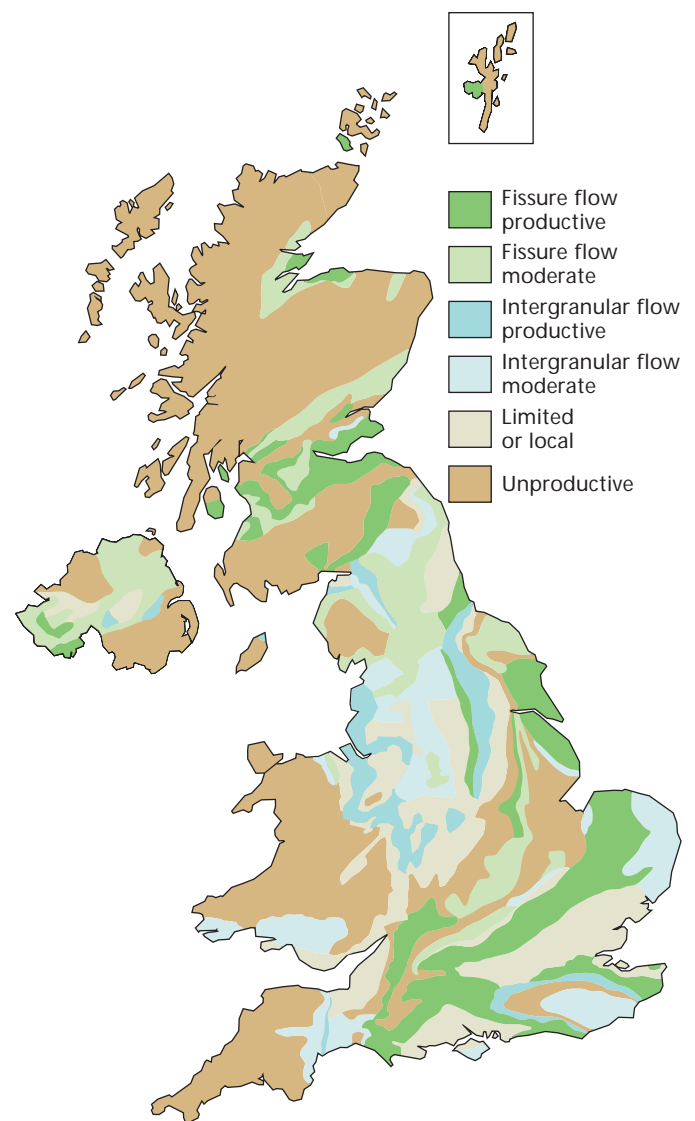 Fissure flow
productive
Fissure flow
moderate
Intergranular flow
productive
Intergranular flow
moderate
Limited
or local
Unproductive